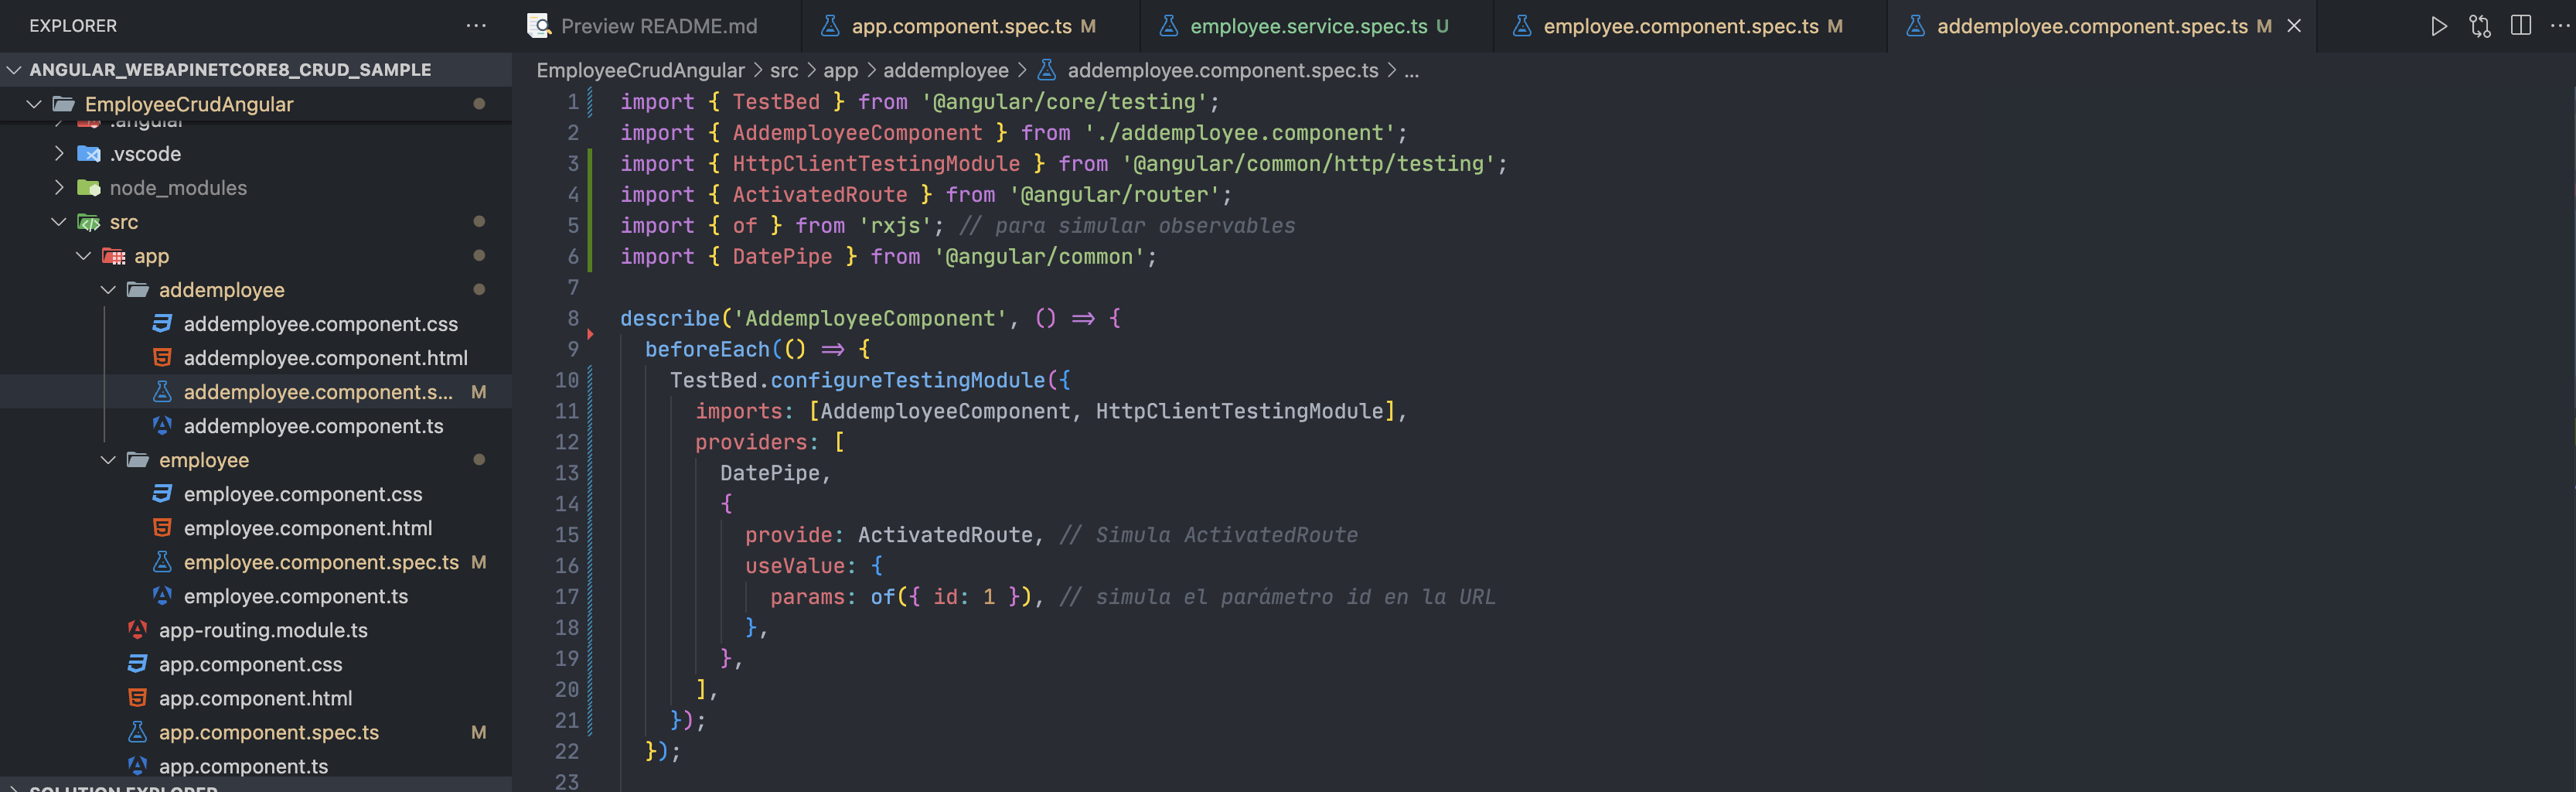 EXPLORER
ANGULAR_WEBAPINETCORE8_CRUD_SAMPLE
EmployeeCrudAngular
.angular
.vscode
node_modules
src
app
addemployee
addemployee.component.css
addemployee.component.html
addemployee.component.s... M
addemployee.component.ts
employee
employee.component.css
employee.component.html
employee.component.spec.ts M
employee.component.ts
app-routing.module.ts
app.component.css
app.component.html
app.component.spec.ts M
app.component.ts
SOLUTION EXPLORER
Preview README.md app.component.spec.ts M employee.service.spec.ts U employee.component.spec.ts M addemployee.component.spec.ts M
EmployeeCrudAngular > src > app > addemployee > addemployee.component.spec.ts > ...
1 import { TestBed } from '@angular/core/testing';
2 import { AddemployeeComponent } from './addemployee.component';
3 import { HttpClientTestingModule } from '@angular/common/http/testing';
4 import { ActivatedRoute } from '@angular/router';
5 import { of } from 'rxjs'; // para simular observables
6 import { DatePipe } from '@angular/common';
7
8 describe('AddemployeeComponent', () => {
9 beforeEach(() => {
10 TestBed.configureTestingModule({
11 imports: [AddemployeeComponent, HttpClientTestingModule],
12 providers: [
13 DatePipe,
14 {
15 provide: ActivatedRoute, // Simula ActivatedRoute
16 useValue: {
17 params: of({ id: 1 }), // simula el parámetro id en la URL
18 },
19 },
20 ],
21 });
22 });
23